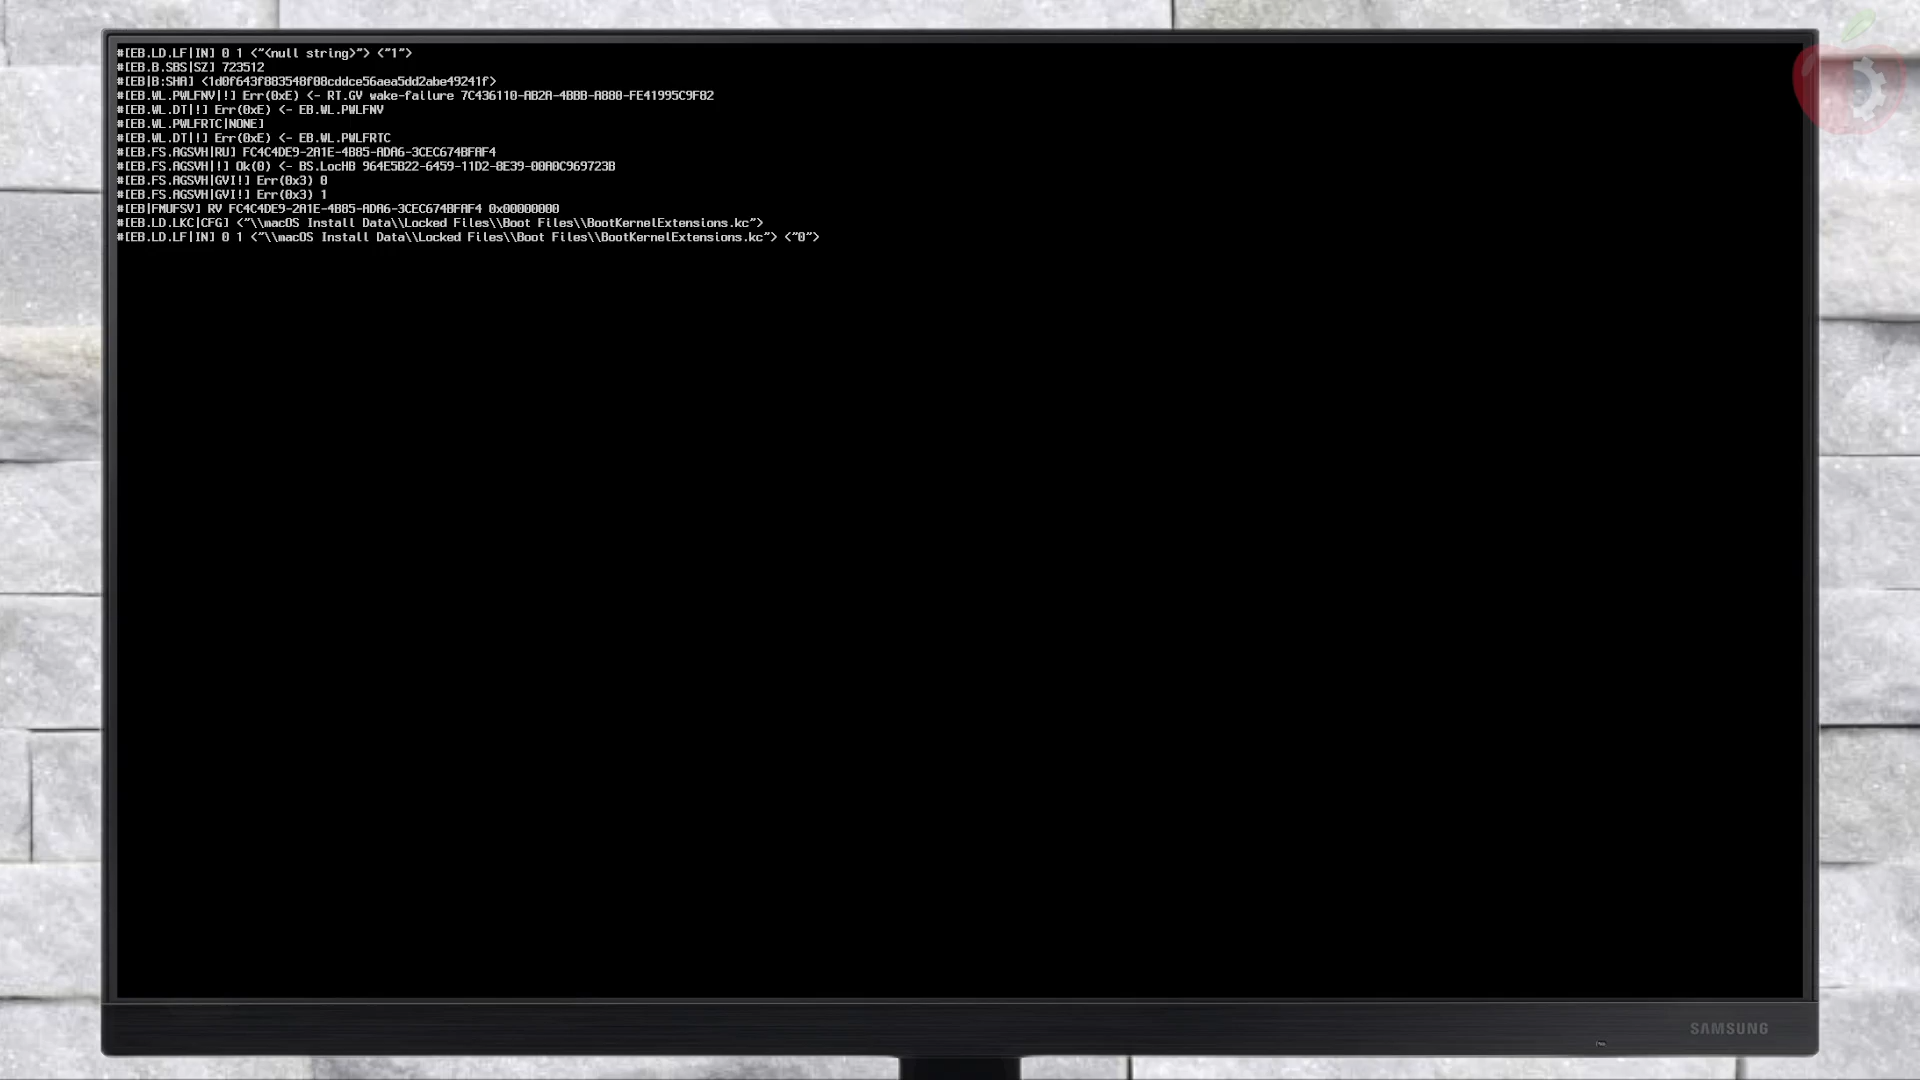 #[EB.LD.LF|IN] 0 1 <"<null string>"> <"1">
#[EB.B.SBS|SZ] 723512
#[EB|B:SHA] <1d0f643f883548f08cddce56aea5dd2abe49241f>
#[EB.WL.PWLFNV|!] Err(0xE) <- RT.GV wake-failure 7C436110-AB2A-4BBB-A880-FE41995C9F82
#[EB.WL.DT|!] Err(0xE) <- EB.WL.PWLFNV
#[EB.WL.PWLFRTC|NONE]
#[EB.WL.DT|!] Err(0xE) <- EB.WL.PWLFRTC
#[EB.FS.AGSVH|RU] FC4C4DE9-2A1E-4B85-ADA6-3CEC674BFAF4
#[EB.FS.AGSVH|!] Ok(0) <- BS.LocHB 964E5B22-6459-11D2-8E39-00A0C969723B
#[EB.FS.AGSVH|GVI!] Err(0x3) 0
#[EB.FS.AGSVH|GVI!] Err(0x3) 1
#[EB|FMUFSV] RV FC4C4DE9-2A1E-4B85-ADA6-3CEC674BFAF4 0x00000000
#[EB.LD.LKC|CFG] <"\\macOS Install Data\\Locked Files\\Boot Files\\BootKernelExtensions.kc">
#[EB.LD.LF|IN] 0 1 <"\\macOS Install Data\\Locked Files\\Boot Files\\BootKernelExtensions.kc"> <"0">
SAMSUNG